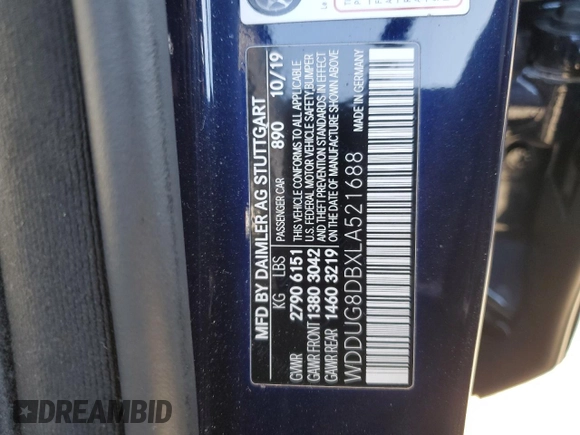 MFD BY DAIMLER AG STUTTGART
KG LBS PASSENGER CAR 890 10/19
GVWR 2790 6151 THIS VEHICLE CONFORMS TO ALL APPLICABLE
GAWR FRONT 1380 3042 U.S. FEDERAL MOTOR VEHICLE SAFETY, BUMPER
AND THEFT PREVENTION STANDARDS IN EFFECT
GAWR REAR 1460 3219 ON THE DATE OF MANUFACTURE SHOWN ABOVE
WDDUG8DBXLA521688 MADE IN GERMANY
DREAMBID